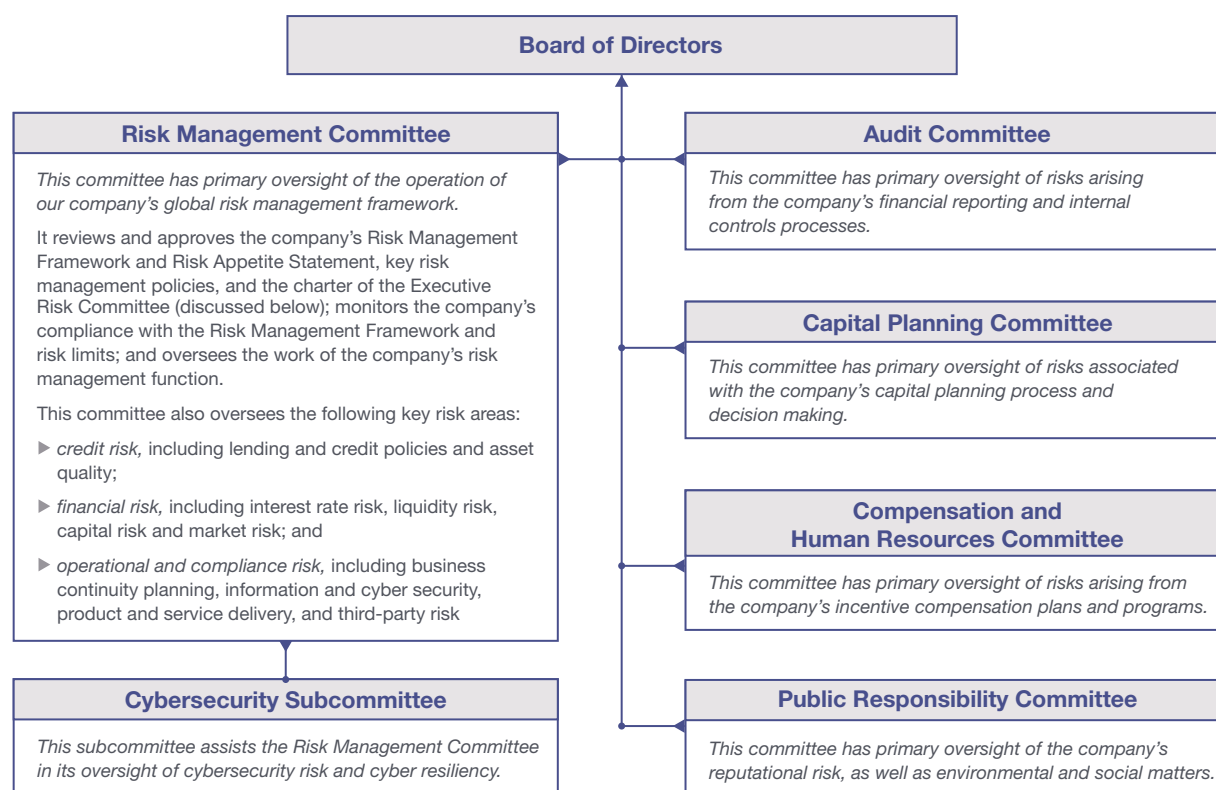 Board of Directors
Risk Management Committee
This committee has primary oversight of the operation of
our company's global risk management framework.
It reviews and approves the company's Risk Management
Framework and Risk Appetite Statement, key risk
management policies, and the charter of the Executive
Risk Committee (discussed below); monitors the company's
compliance with the Risk Management Framework and
risk limits; and oversees the work of the company's risk
management function.
This committee also oversees the following key risk areas:
credit risk, including lending and credit policies and asset
quality;
financial risk, including interest rate risk, liquidity risk,
capital risk and market risk; and
operational and compliance risk, including business
continuity planning, information and cyber security,
product and service delivery, and third-party risk
Cybersecurity Subcommittee
This subcommittee assists the Risk Management Committee
in its oversight of cybersecurity risk and cyber resiliency.
Audit Committee
This committee has primary oversight of risks arising
from the company's financial reporting and internal
controls processes.
Capital Planning Committee
This committee has primary oversight of risks associated
with the company's capital planning process and
decision making.
Compensation and
Human Resources Committee
This committee has primary oversight of risks arising from
the company's incentive compensation plans and programs.
Public Responsibility Committee
This committee has primary oversight of the company's
reputational risk, as well as environmental and social matters.